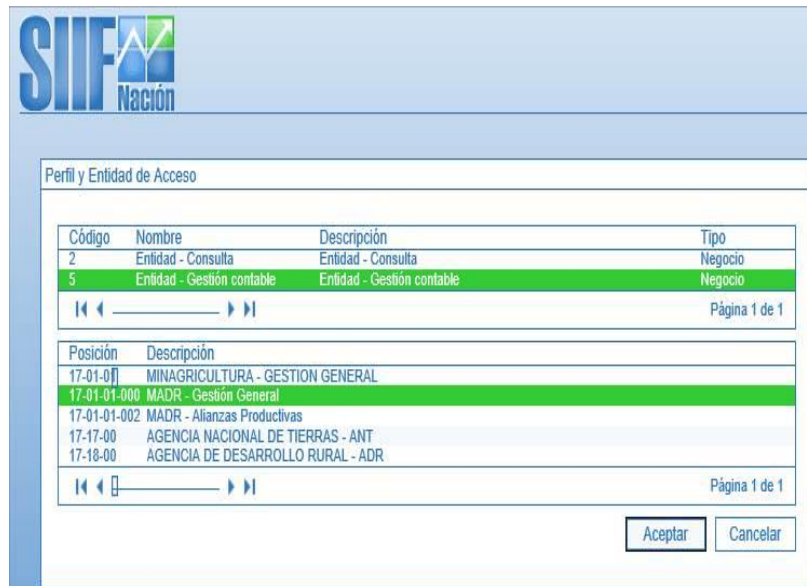 SIIF
Nación
Perfil y Entidad de Acceso
Código Nombre Descripción Tipo
2 Entidad - Consulta Entidad - Consulta Negocio
5 Entidad - Gestión contable Entidad - Gestión contable Negocio
Página 1 de 1
Posición Descripción
17-01-01 MINAGRICULTURA - GESTION GENERAL
17-01-01-000 MADR - Gestión General
17-01-01-002 MADR - Alianzas Productivas
17-17-00 AGENCIA NACIONAL DE TIERRAS - ANT
17-18-00 AGENCIA DE DESARROLLO RURAL - ADR
Página 1 de 1
Aceptar Cancelar